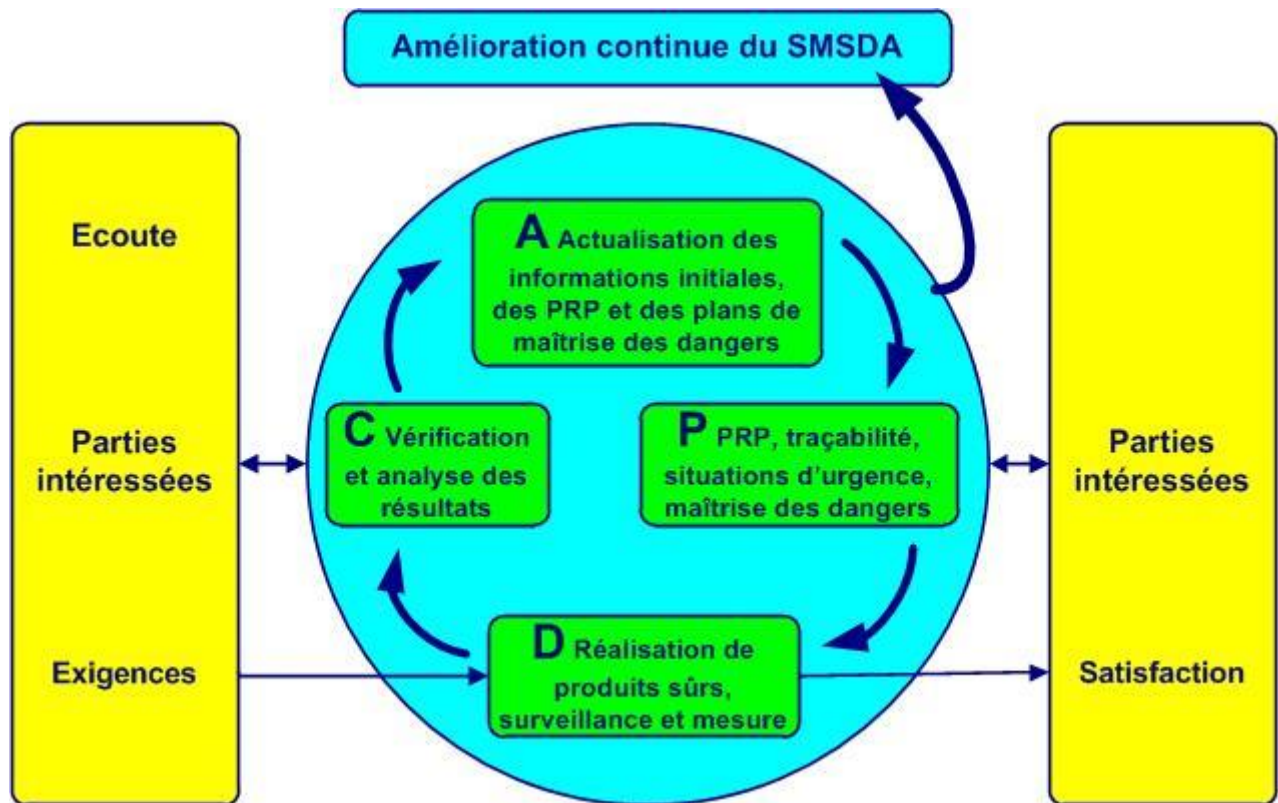 Amélioration continue du SMSDA
Ecoute
Parties
intéressées
Exigences
A Actualisation des
informations initiales,
des PRP et des plans de
maîtrise des dangers
C Vérification
et analyse des
résultats
P PRP, traçabilité,
situations d'urgence,
maîtrise des dangers
D Réalisation de
produits sûrs,
surveillance et mesure
Parties
intéressées
Satisfaction